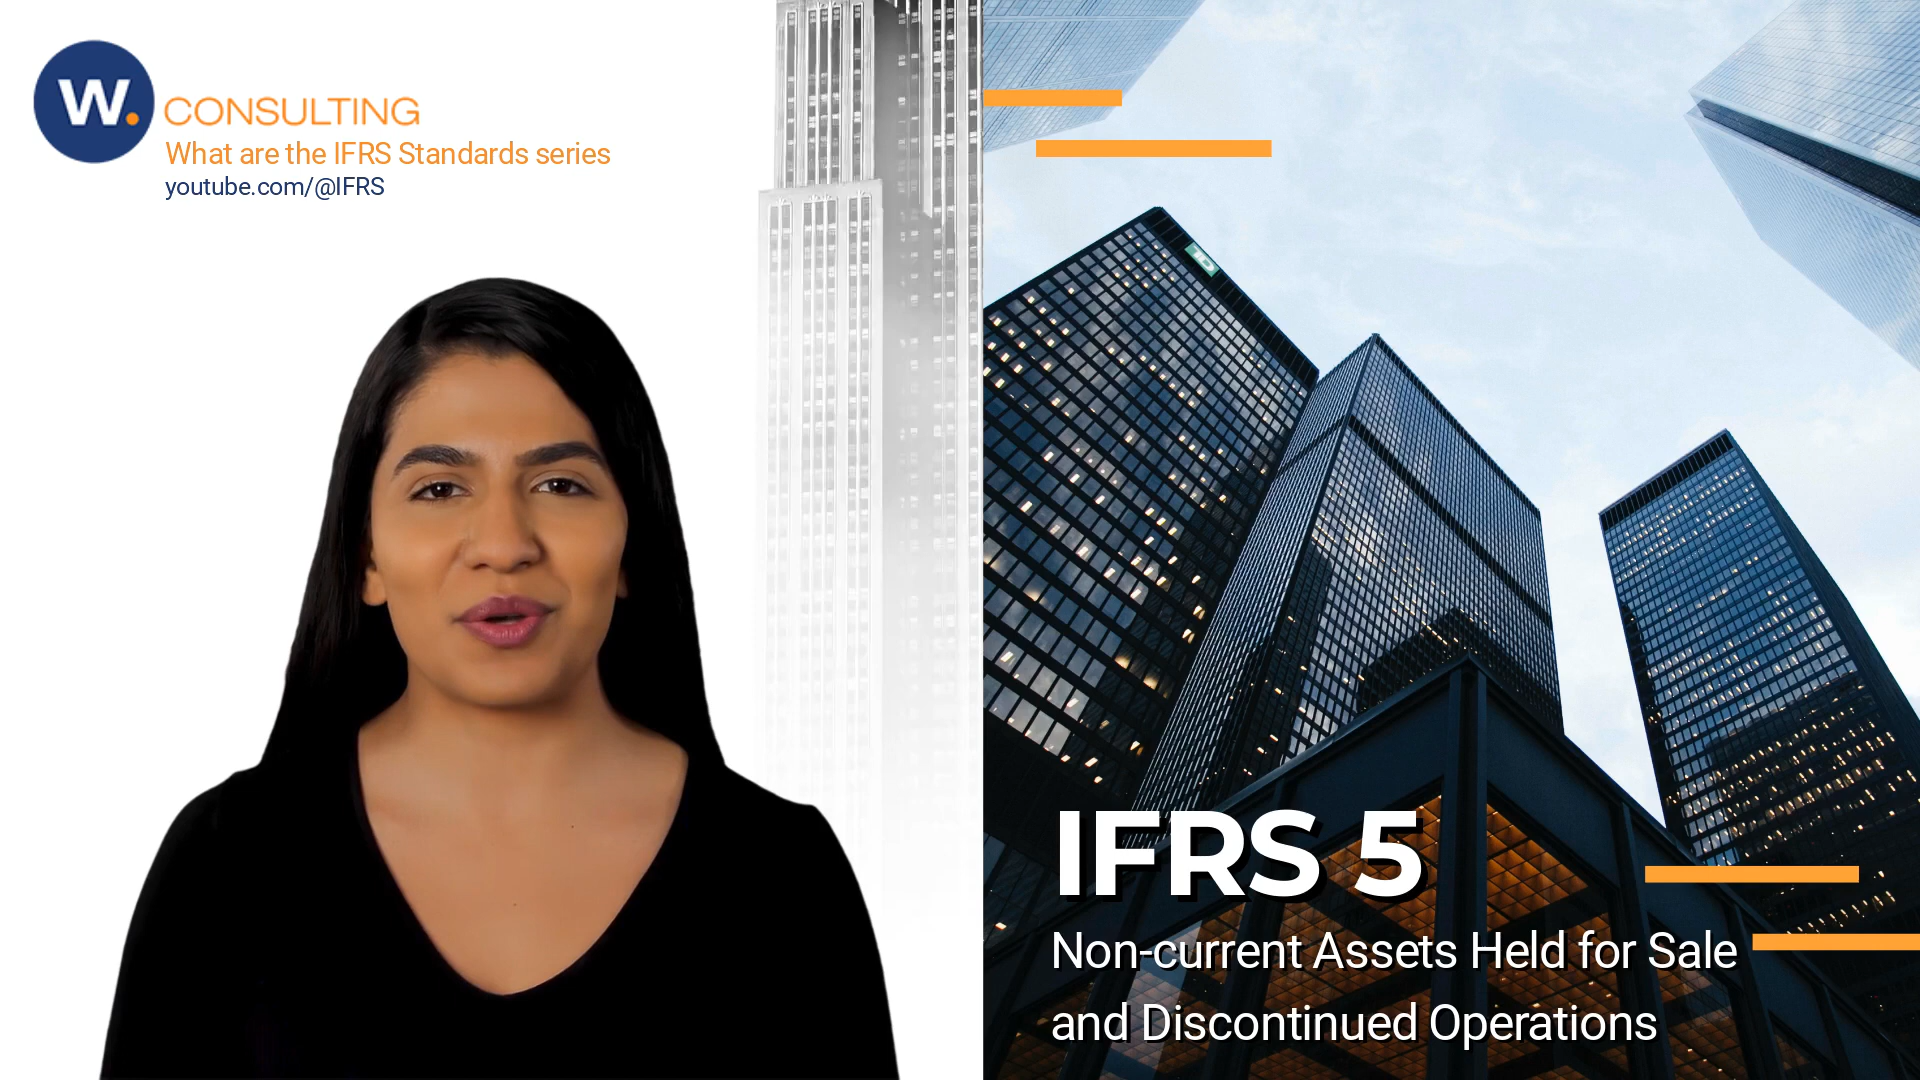 W.
CONSULTING
What are the IFRS Standards series
youtube.com/@IFRS
TD
IFRS 5
Non-current Assets Held for Sale
and Discontinued Operations